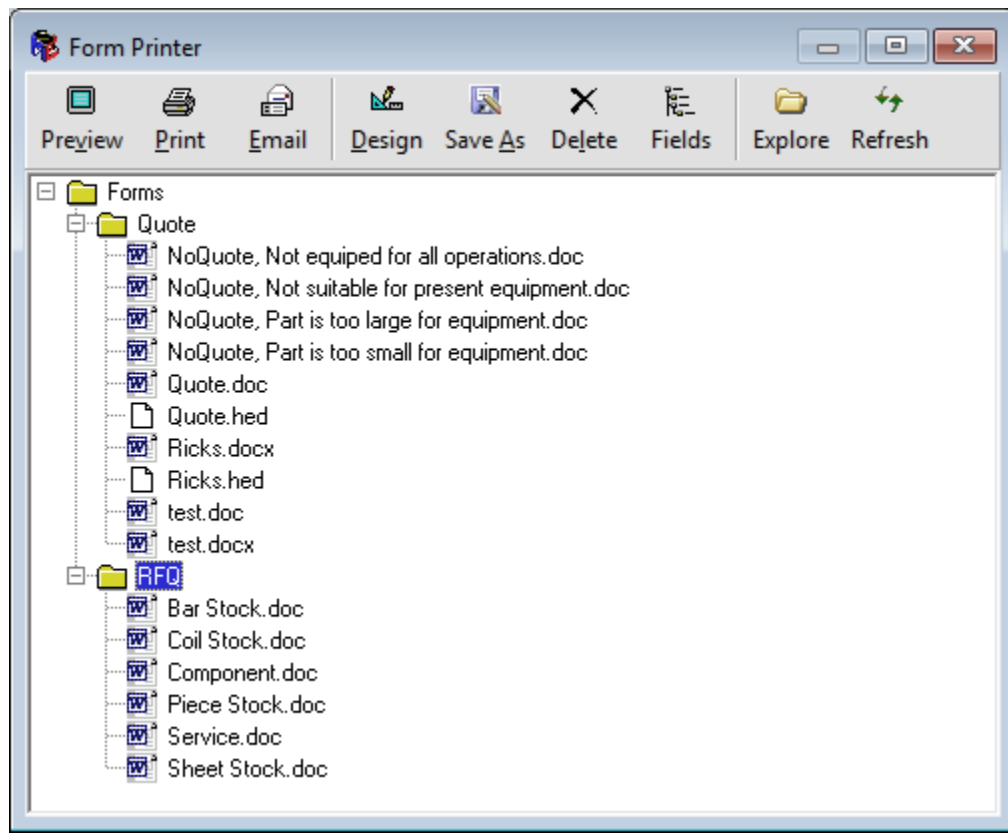 Form Printer
Preview Print Email Design Save As Delete Fields Explore Refresh
Forms
Quote
NoQuote, Not equiped for all operations.doc
NoQuote, Not suitable for present equipment.doc
NoQuote, Part is too large for equipment.doc
NoQuote, Part is too small for equipment.doc
Quote.doc
Quote.hed
Ricks.docx
Ricks.hed
test.doc
test.docx
RFQ
Bar Stock.doc
Coil Stock.doc
Component.doc
Piece Stock.doc
Service.doc
Sheet Stock.doc